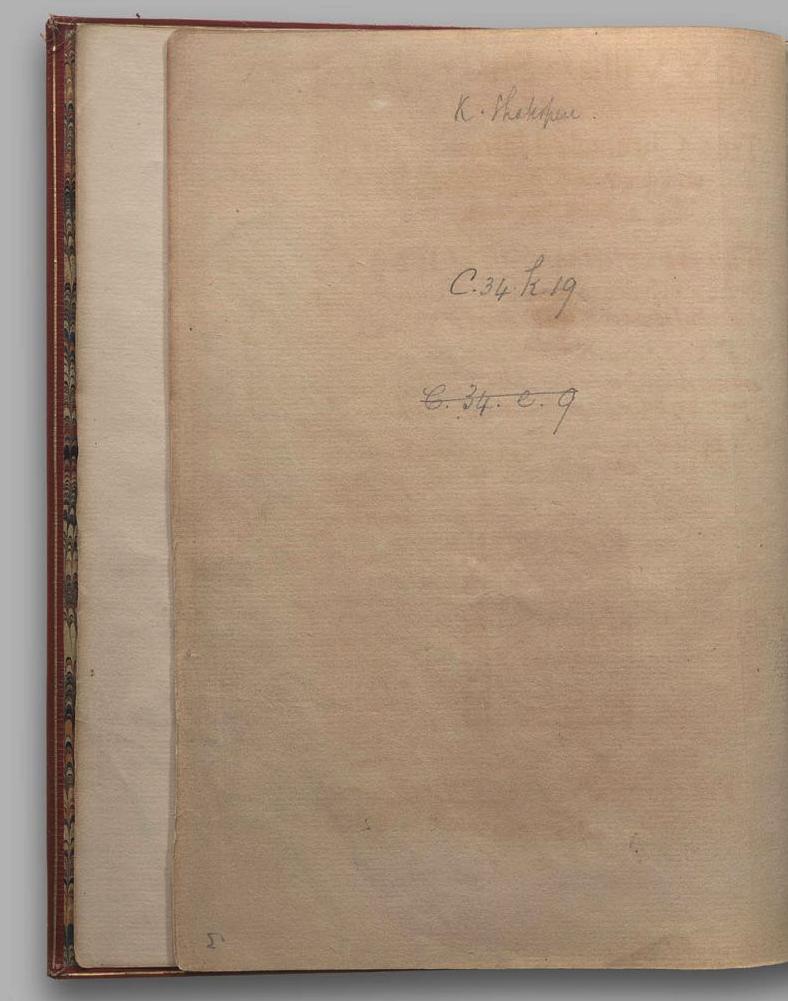 K. Shakspere.
C.34.k.19
C. 34. e. 9